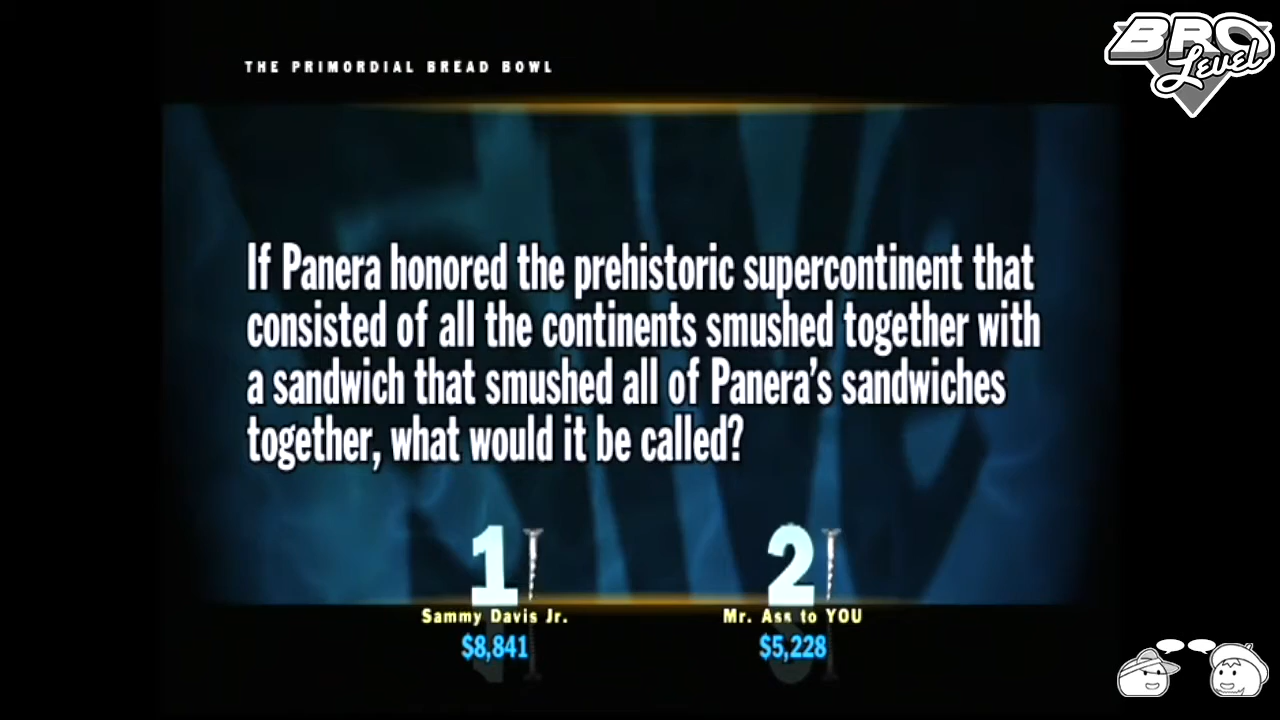 BRO
Level
THE PRIMORDIAL BREAD BOWL
If Panera honored the prehistoric supercontinent that
consisted of all the continents smushed together with
a sandwich that smushed all of Panera's sandwiches
together, what would it be called?
1 2
Sammy Davis Jr. Mr. Ass to YOU
$8,841 $5,228